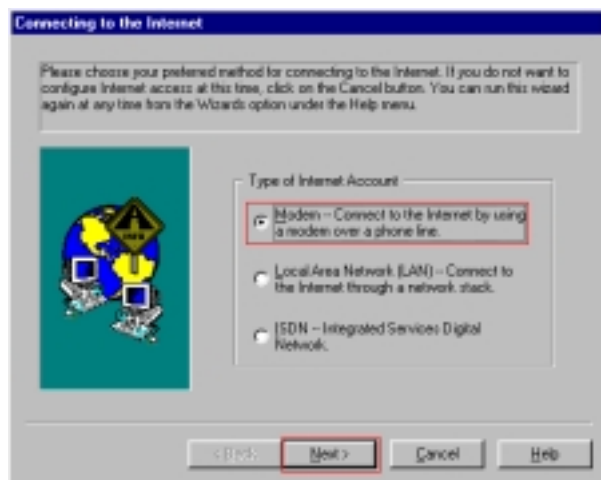 Connecting to the Internet
Please choose your preferred method for connecting to the Internet. If you do not want to
configure Internet access at this time, click on the Cancel button. You can run this wizard
again at any time from the Wizards option under the Help menu.
Type of Internet Account
Modem -- Connect to the Internet by using
a modem over a phone line.
Local Area Network (LAN) -- Connect to
the Internet through a network stack.
ISDN -- Integrated Services Digital
Network.
< Back
Next >
Cancel
Help